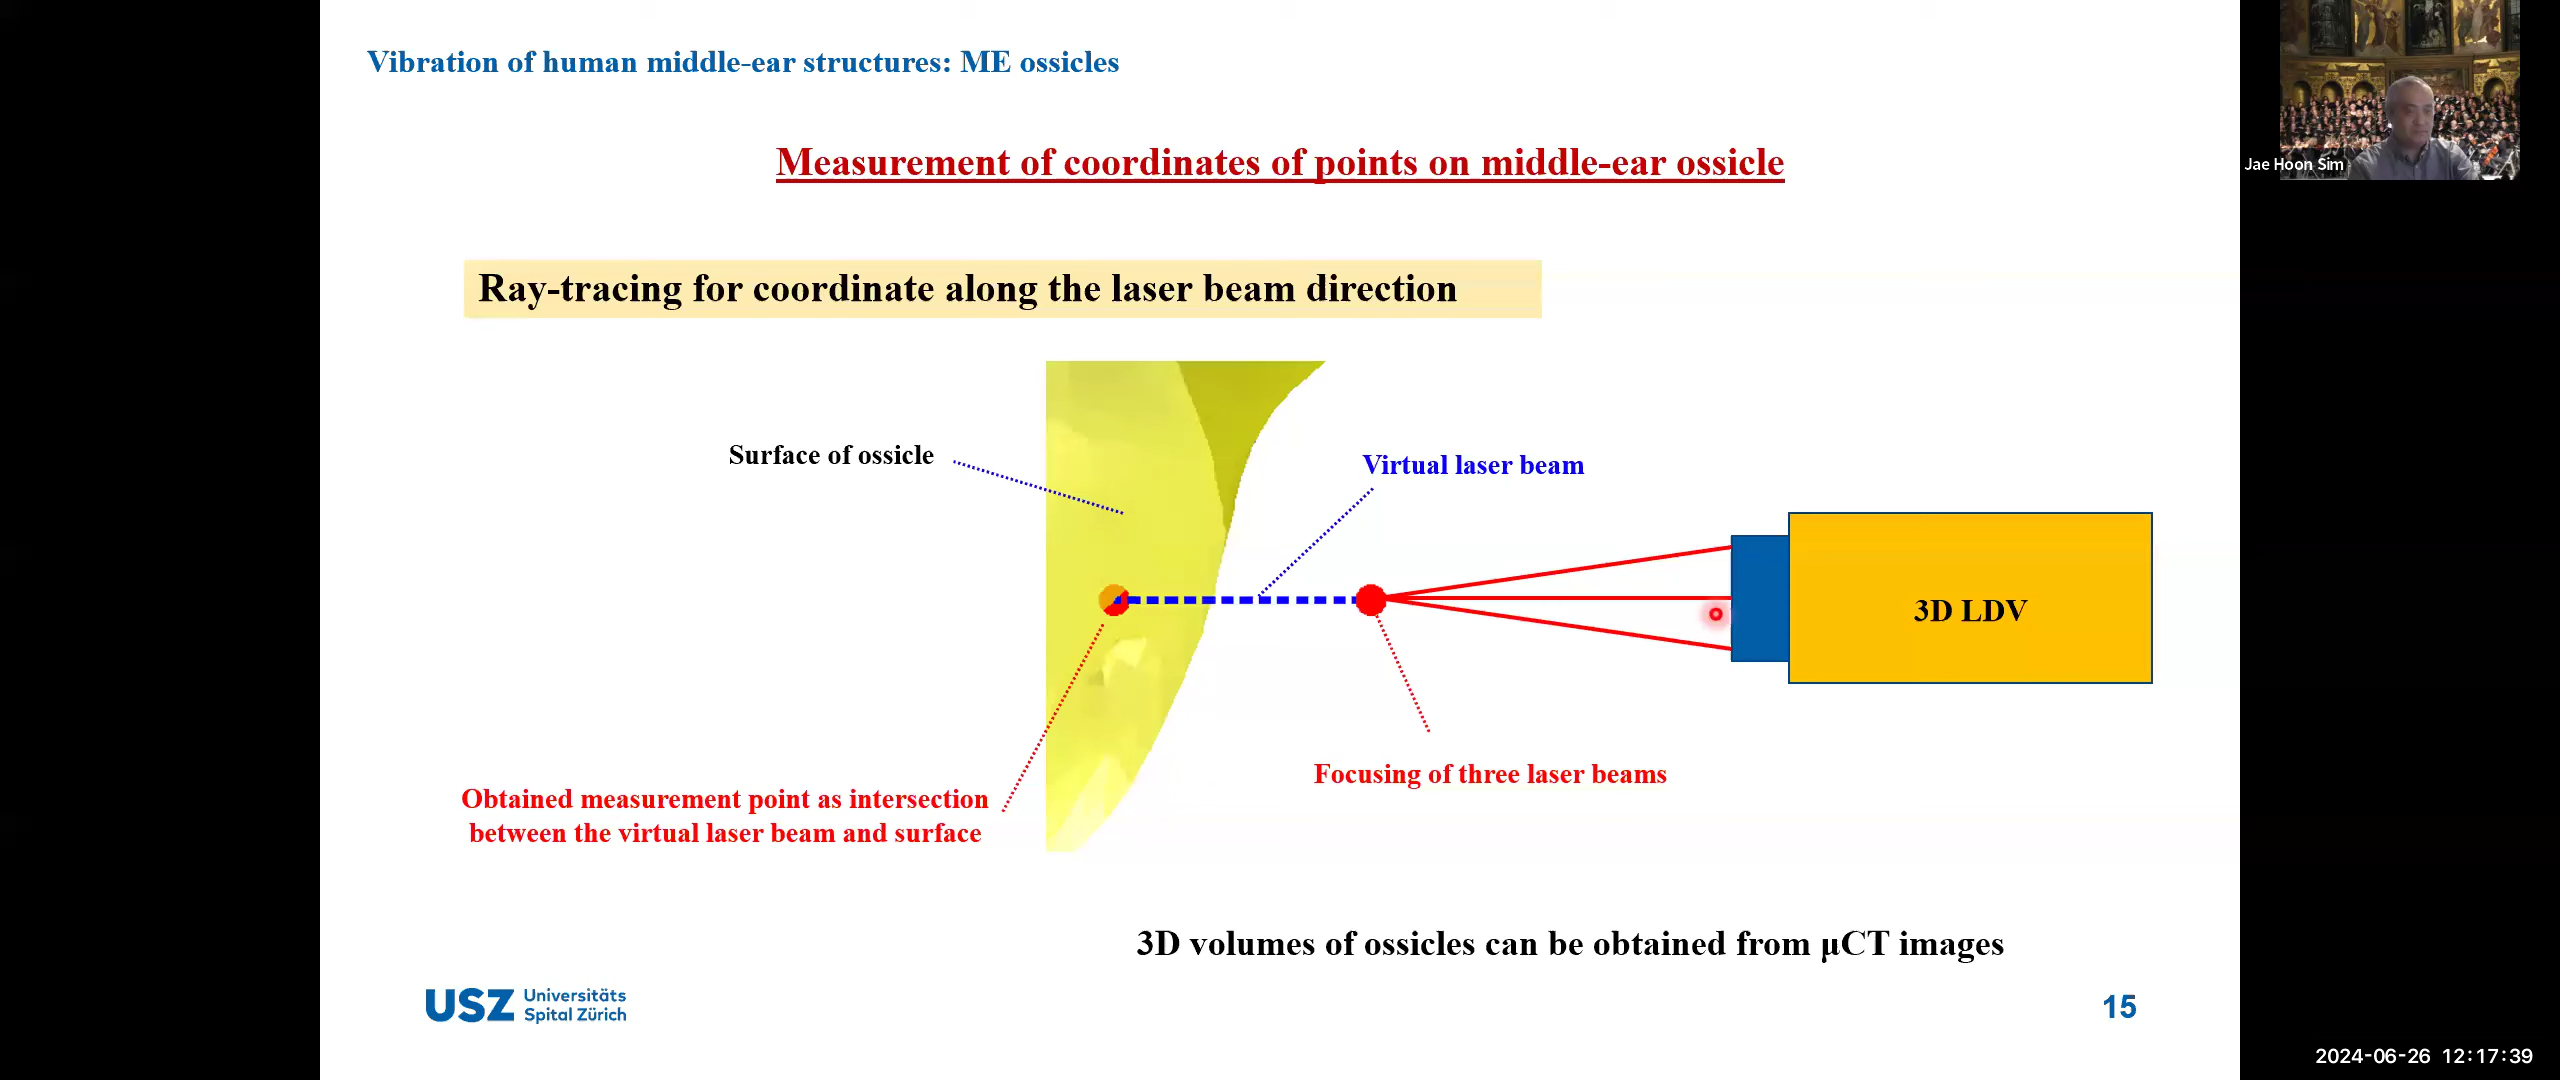 Vibration of human middle-ear structures: ME ossicles
Measurement of coordinates of points on middle-ear ossicle
Jae Hoon Sim
Ray-tracing for coordinate along the laser beam direction
Surface of ossicle
Virtual laser beam
3D LDV
Focusing of three laser beams
Obtained measurement point as intersection
between the virtual laser beam and surface
3D volumes of ossicles can be obtained from μCT images
USZ Universitäts
Spital Zürich
15
2024-06-26 12:17:39